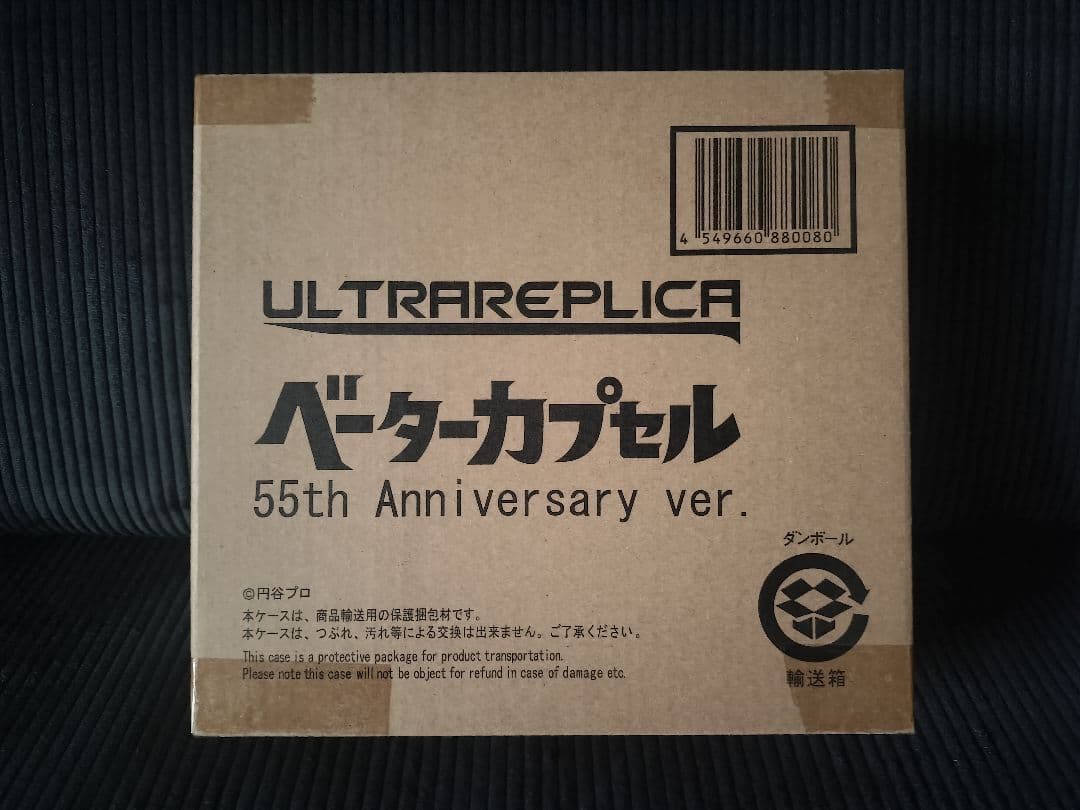 4 549660 880080
ULTRAREPLICA
ベーターカプセル
55th Anniversary ver.
ダンボール
輸送箱
©円谷プロ
本ケースは、商品輸送用の保護梱包材です。
本ケースは、つぶれ、汚れ等による交換は出来ません。ご了承ください。
This case is a protective package for product transportation.
Please note this case will not be object for refund in case of damage etc.